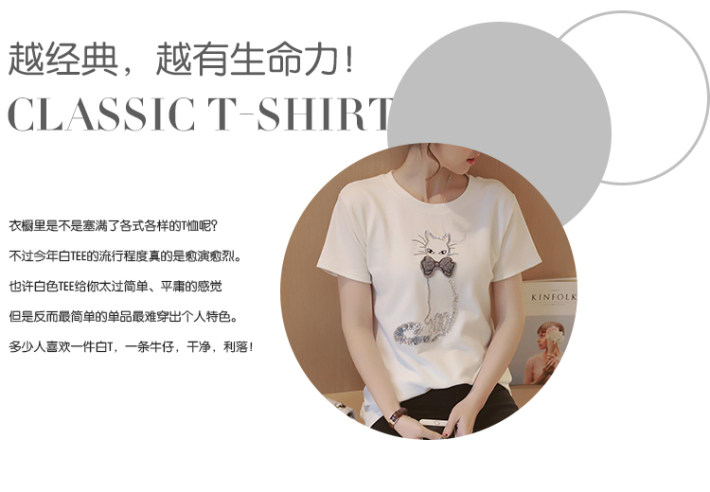 越经典，越有生命力！
CLASSIC T-SHIRT
衣橱里是不是塞满了各式各样的T恤呢？
不过今年白TEE的流行程度真的是愈演愈烈。
也许白色TEE给你太过简单、平庸的感觉
但是反而最简单的单品最难穿出个人特色。
多少人喜欢一件白T，一条牛仔，干净，利落！
KINFOLK